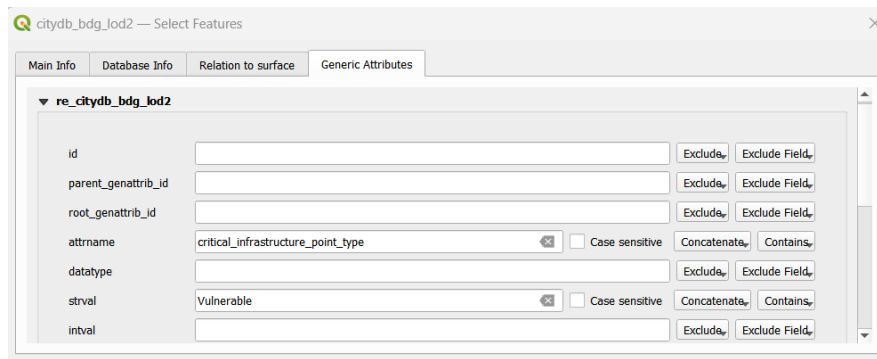 citydb_bdg_lod2 — Select Features
Main Info Database Info Relation to surface Generic Attributes
re_citydb_bdg_lod2
id Exclude Exclude Field
parent_genattrib_id Exclude Exclude Field
root_genattrib_id Exclude Exclude Field
attrname critical_infrastructure_point_type Case sensitive Concatenate Contains
datatype Exclude Exclude Field
strval Vulnerable Case sensitive Concatenate Contains
intval Exclude Exclude Field